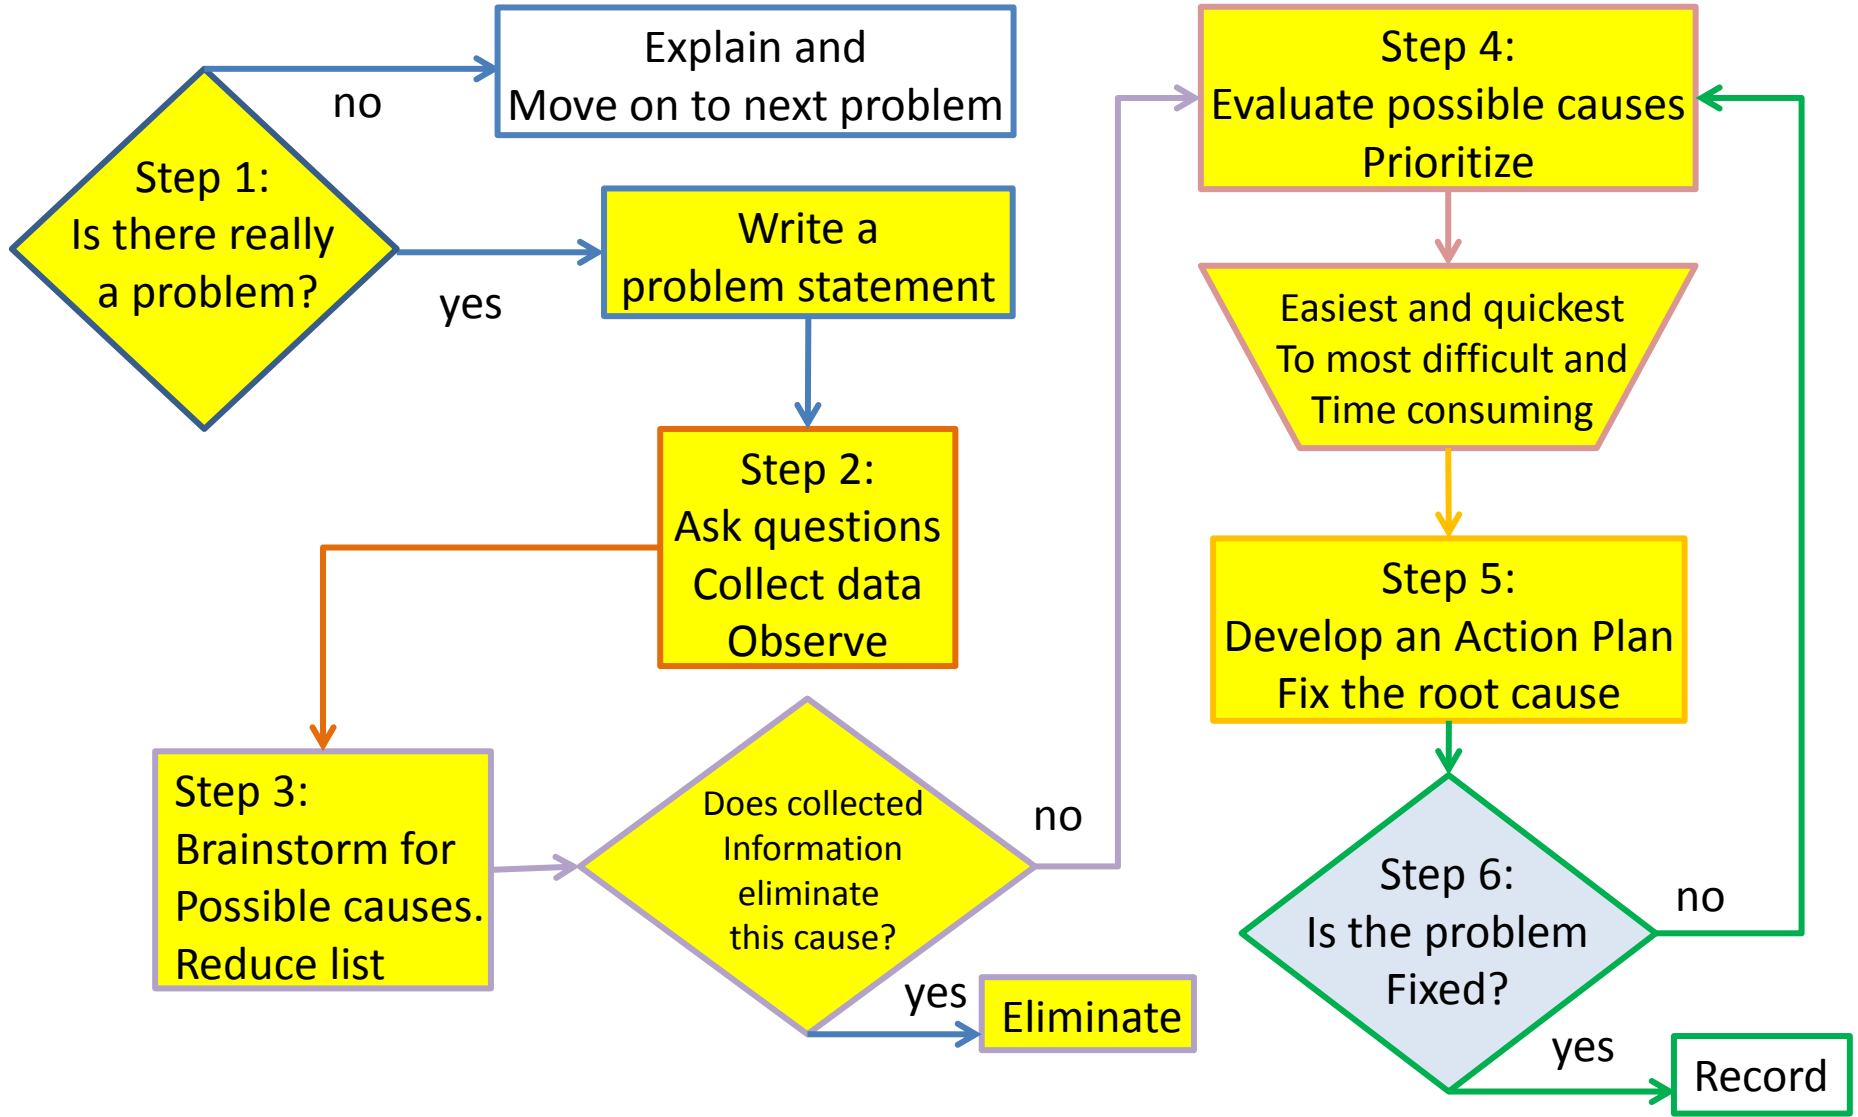 Step 1:
Is there really
a problem?
no
Explain and
Move on to next problem
yes
Write a
problem statement
Step 2:
Ask questions
Collect data
Observe
Step 3:
Brainstorm for
Possible causes.
Reduce list
Does collected
Information
eliminate
this cause?
yes
Eliminate
no
Step 4:
Evaluate possible causes
Prioritize
Easiest and quickest
To most difficult and
Time consuming
Step 5:
Develop an Action Plan
Fix the root cause
Step 6:
Is the problem
Fixed?
no
yes
Record